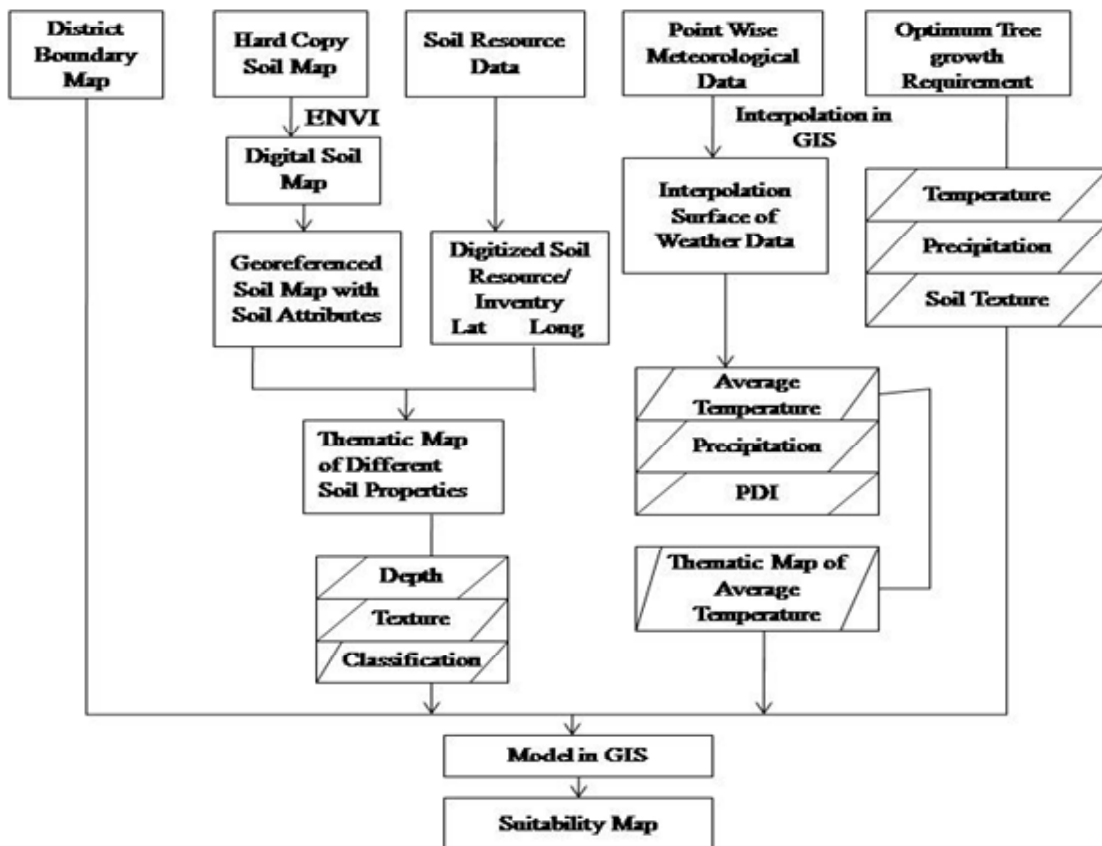 District
Boundary
Map
Hard Copy
Soil Map
Soil Resource
Data
Point Wise
Meteorological
Data
Optimum Tree
growth
Requirement
ENVI
Interpolation in
GIS
Digital Soil
Map
Interpolation
Surface of
Weather Data
Temperature
Precipitation
Soil Texture
Georeferenced
Soil Map with
Soil Attributes
Digitized Soil
Resource/
Inventry
Lat Long
Average
Temperature
Precipitation
PDI
Thematic Map
of Different
Soil Properties
Thematic Map of
Average
Temperature
Depth
Texture
Classification
Model in GIS
Suitability Map